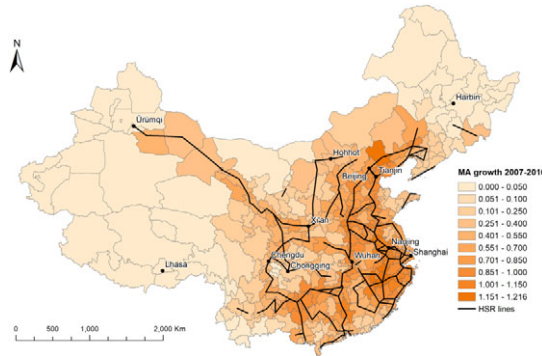 N
Harbin
Ürümqi
Hohhot
Beijing
Tianjin
Xi'an
Nanjing
Shanghai
Chengdu
Chongqing
Wuhan
Lhasa
MA growth 2007-2016
0.000 - 0.050
0.051 - 0.100
0.101 - 0.250
0.251 - 0.400
0.401 - 0.550
0.551 - 0.700
0.701 - 0.850
0.851 - 1.000
1.001 - 1.150
1.151 - 1.216
HSR lines
0 500 1,000 2,000 Km